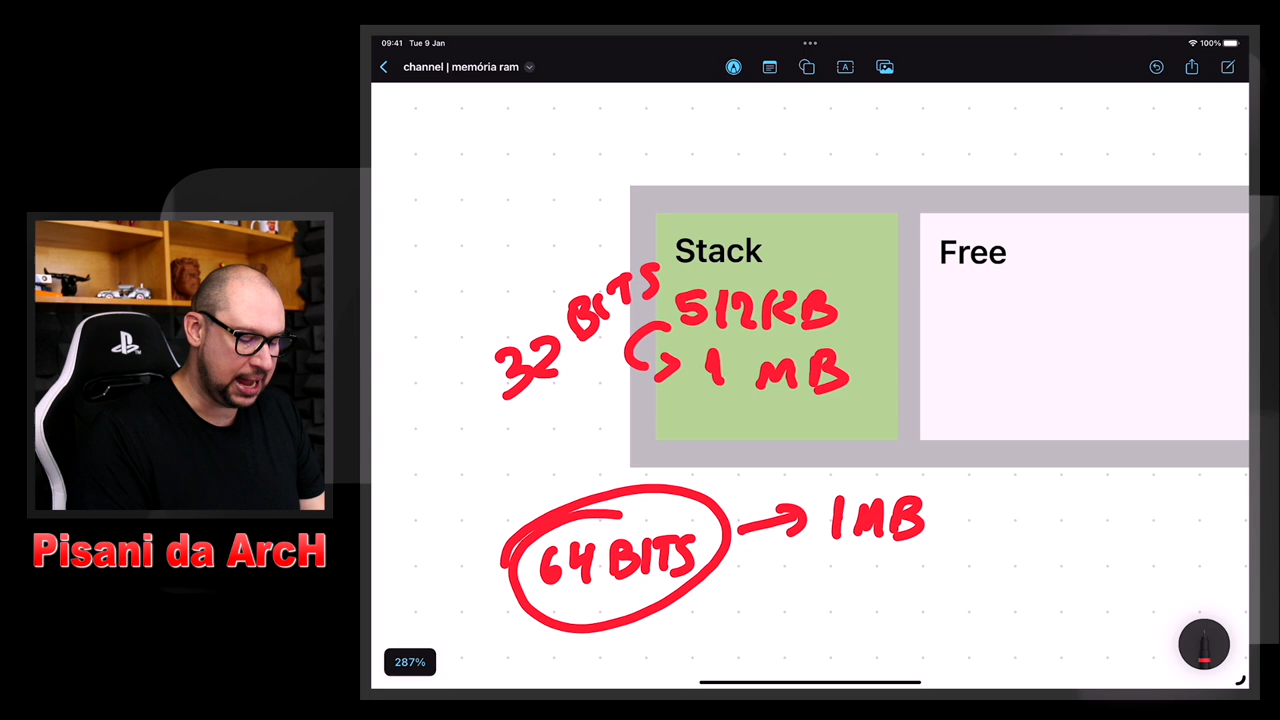 09:41 Tue 9 Jan
100%
channel | memória ram
A
Stack
Free
32 BITS
512KB
1 MB
64 BITS
1MB
287%
Pisani da ArcH